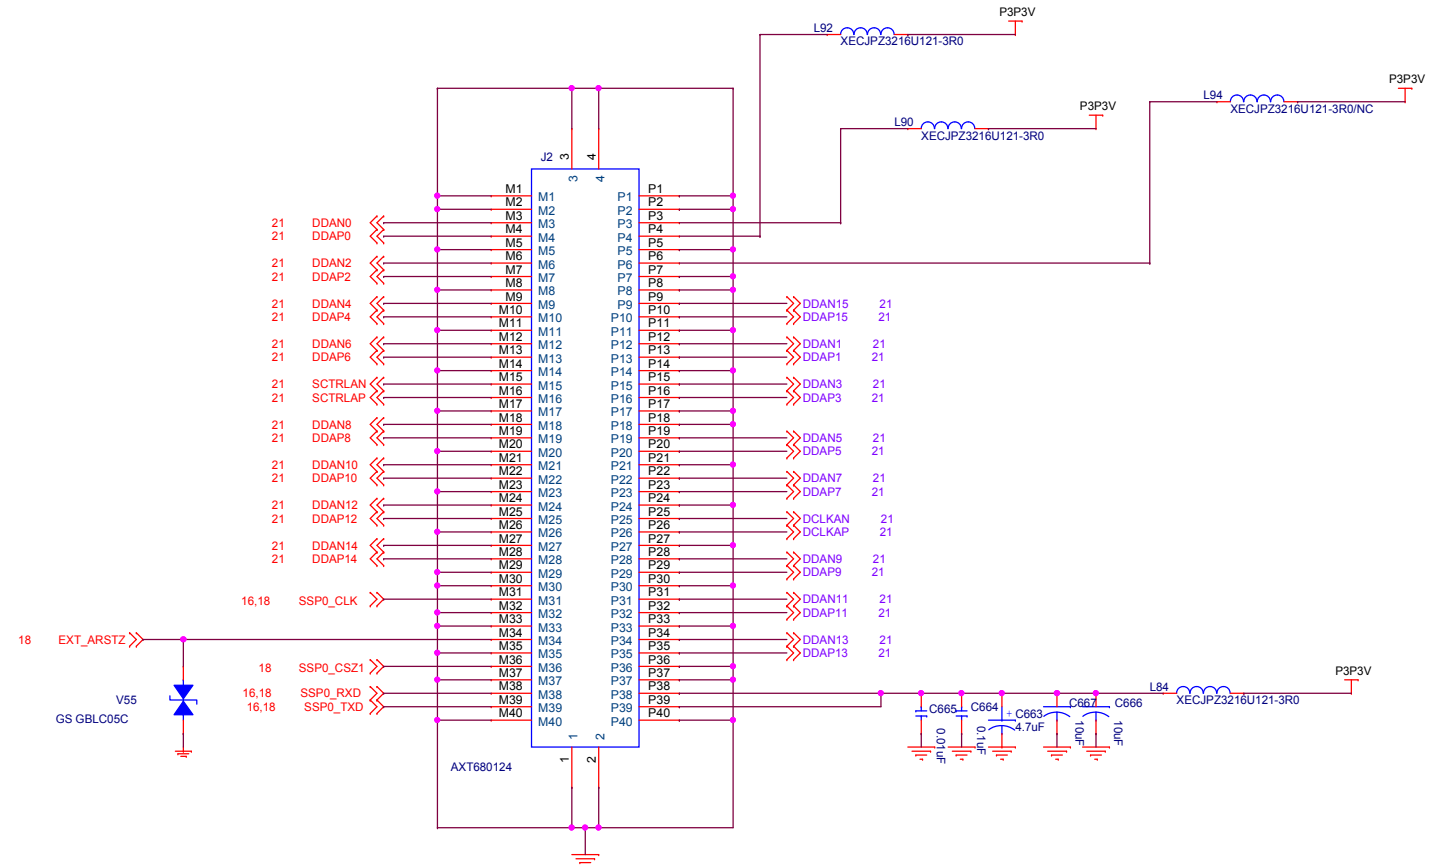 P3P3V
L92
XECJPZ3216U121-3R0
P3P3V
L94
XECJPZ3216U121-3R0/NC
P3P3V
L90
XECJPZ3216U121-3R0
J2
3 4
3 4
M1 M1 P1 P1
M2 M2 P2 P2
21 DDAN0 M3 M3 P3 P3
21 DDAP0 M4 M4 P4 P4
M5 M5 P5 P5
21 DDAN2 M6 M6 P6 P6
21 DDAP2 M7 M7 P7 P7
M8 M8 P8 P8
21 DDAN4 M9 M9 P9 P9 DDAN15 21
21 DDAP4 M10 M10 P10 P10 DDAP15 21
M11 M11 P11 P11
21 DDAN6 M12 M12 P12 P12 DDAN1 21
21 DDAP6 M13 M13 P13 P13 DDAP1 21
M14 M14 P14 P14
21 SCTRLAN M15 M15 P15 P15 DDAN3 21
21 SCTRLAP M16 M16 P16 P16 DDAP3 21
M17 M17 P17 P17
21 DDAN8 M18 M18 P18 P18
21 DDAP8 M19 M19 P19 P19 DDAN5 21
M20 M20 P20 P20 DDAP5 21
21 DDAN10 M21 M21 P21 P21
21 DDAP10 M22 M22 P22 P22 DDAN7 21
M23 M23 P23 P23 DDAP7 21
21 DDAN12 M24 M24 P24 P24
21 DDAP12 M25 M25 P25 P25 DCLKAN 21
M26 M26 P26 P26 DCLKAP 21
21 DDAN14 M27 M27 P27 P27
21 DDAP14 M28 M28 P28 P28 DDAN9 21
M29 M29 P29 P29 DDAP9 21
M30 M30 P30 P30
16,18 SSP0_CLK M31 M31 P31 P31 DDAN11 21
M32 M32 P32 P32 DDAP11 21
M33 M33 P33 P33
18 EXT_ARSTZ M34 M34 P34 P34 DDAN13 21
M35 M35 P35 P35 DDAP13 21
18 SSP0_CSZ1 M36 M36 P36 P36
M37 M37 P37 P37
16,18 SSP0_RXD M38 M38 P38 P38
16,18 SSP0_TXD M39 M39 P39 P39
M40 M40 P40 P40
P3P3V
L84
XECJPZ3216U121-3R0
V55
GS GBLC05C
C665
0.01uF
C664
0.1uF
+ C663
4.7uF
C667
10uF
C666
10uF
1 2
1 2
AXT680124